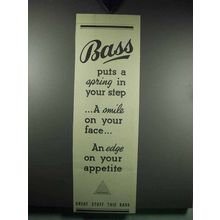 Bass
puts a
spring in
your step
...A smile
on your
face...
An edge
on your
appetite
GREAT STUFF THIS BASS